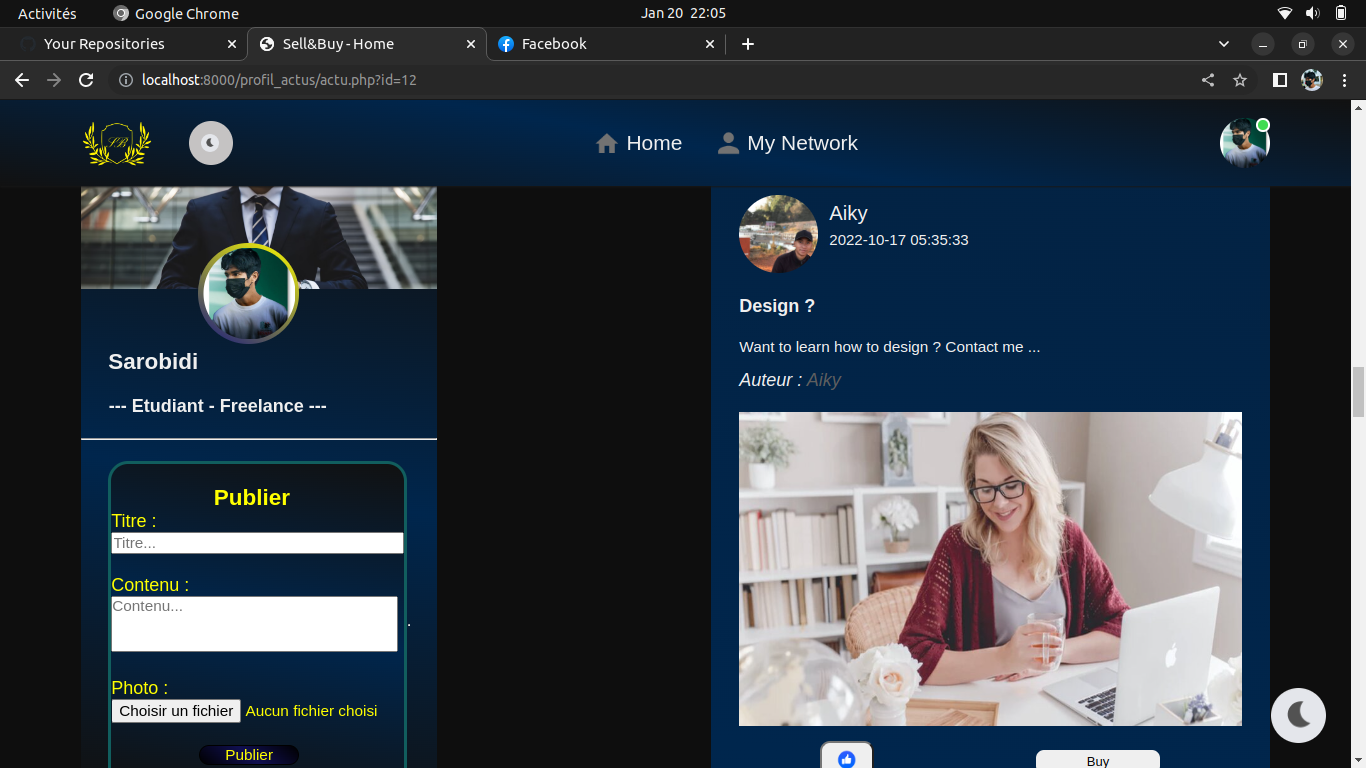 Activités
Google Chrome
Jan 20 22:05
Your Repositories
Sell&Buy - Home
Facebook
localhost:8000/profil_actus/actu.php?id=12
SB
Home
My Network
Sarobidi
--- Etudiant - Freelance ---
Publier
Titre :
Titre...
Contenu :
Contenu...
.
Photo :
Choisir un fichier
Aucun fichier choisi
Publier
Aiky
2022-10-17 05:35:33
Design ?
Want to learn how to design ? Contact me ...
Auteur : Aiky
Buy